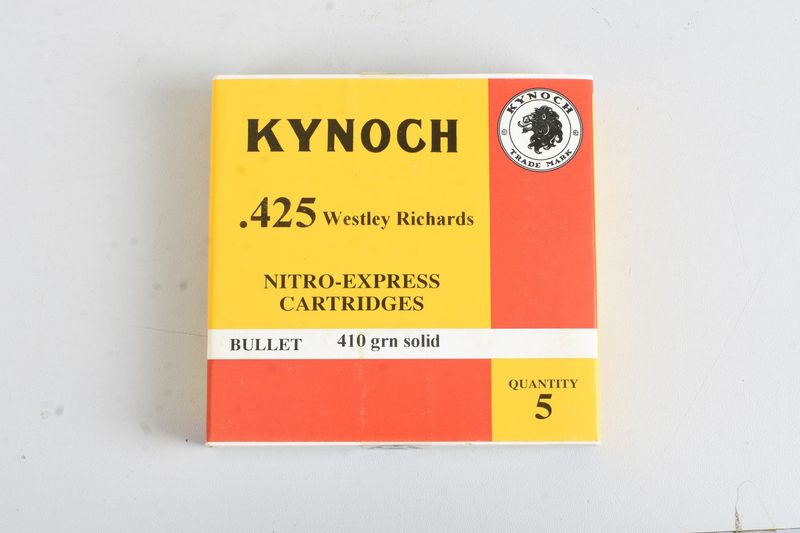 KYNOCH
KYNOCH
TRADE MARK
.425 Westley Richards
NITRO-EXPRESS
CARTRIDGES
BULLET 410 grn solid
QUANTITY
5